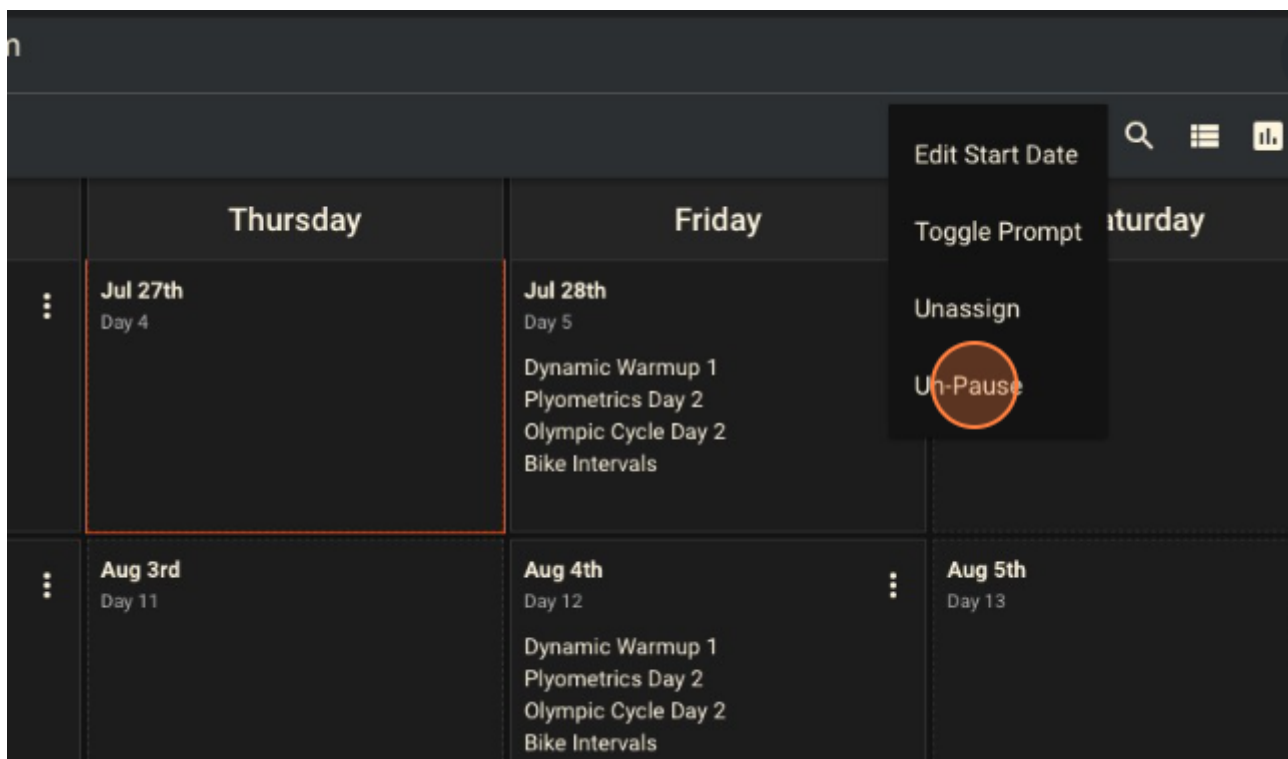 Edit Start Date
Toggle Prompt
Unassign
Un-Pause
Thursday
Friday
Jul 27th
Day 4
Jul 28th
Day 5
Dynamic Warmup 1
Plyometrics Day 2
Olympic Cycle Day 2
Bike Intervals
Aug 3rd
Day 11
Aug 4th
Day 12
Dynamic Warmup 1
Plyometrics Day 2
Olympic Cycle Day 2
Bike Intervals
Aug 5th
Day 13